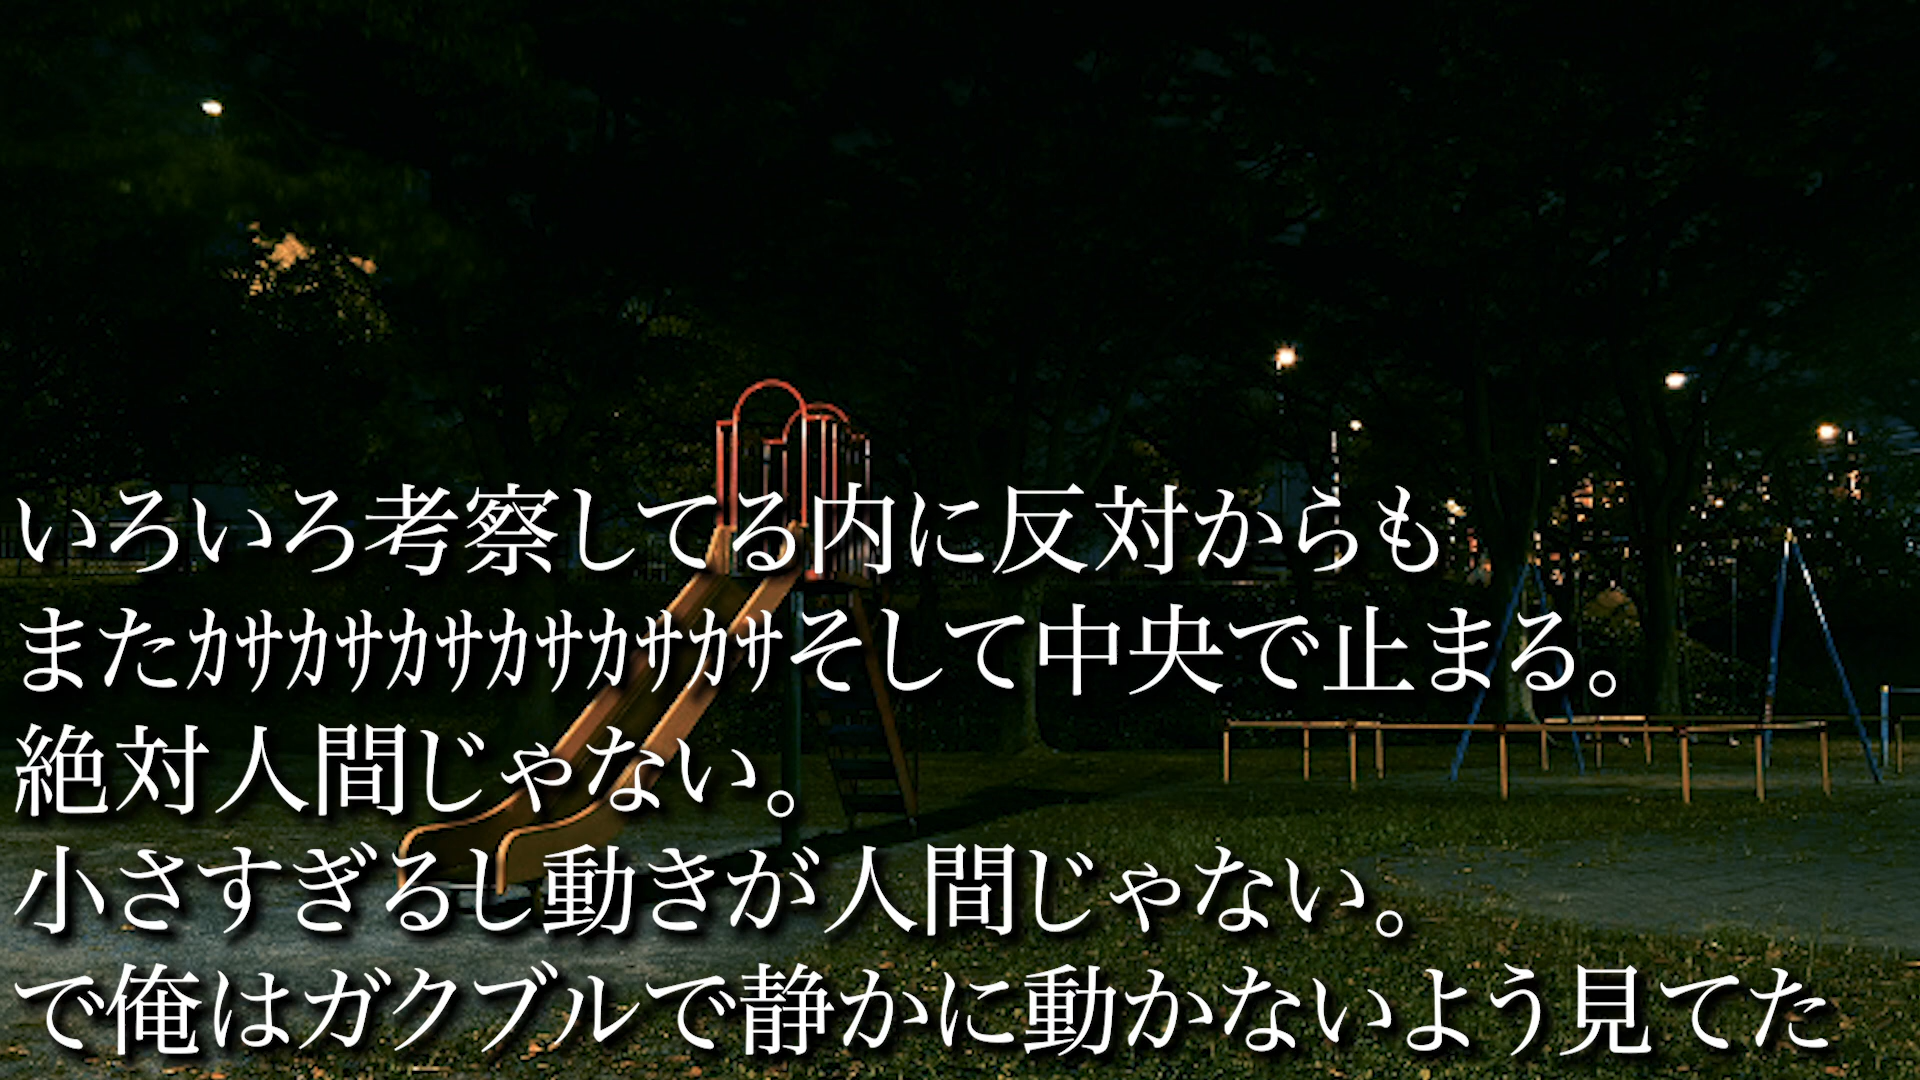 いろいろ考察してる内に反対からも
またｶｻｶｻｶｻｶｻｶｻｶｻそして中央で止まる。
絶対人間じゃない。
小さすぎるし動きが人間じゃない。
で俺はガクブルで静かに動かないよう見てた